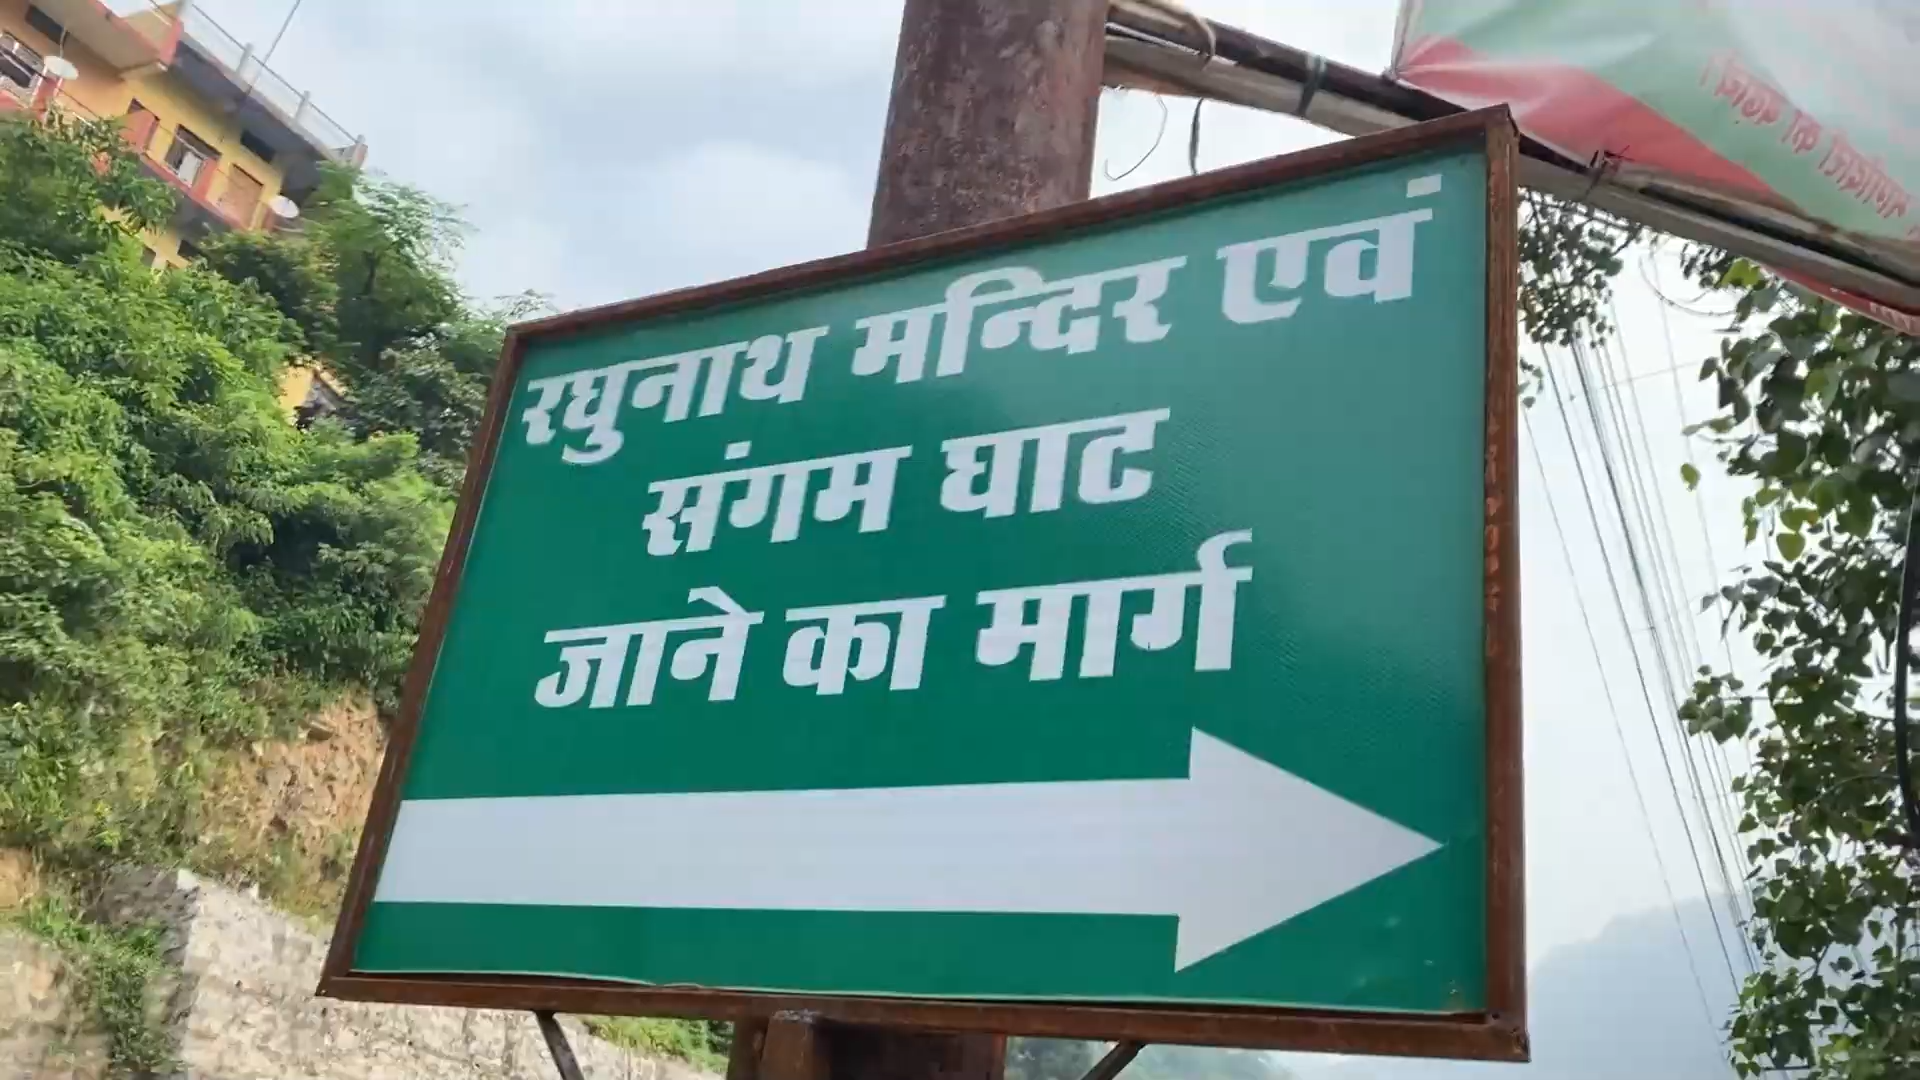 रघुनाथ मन्दिर एवं
संगम घाट
जाने का मार्ग